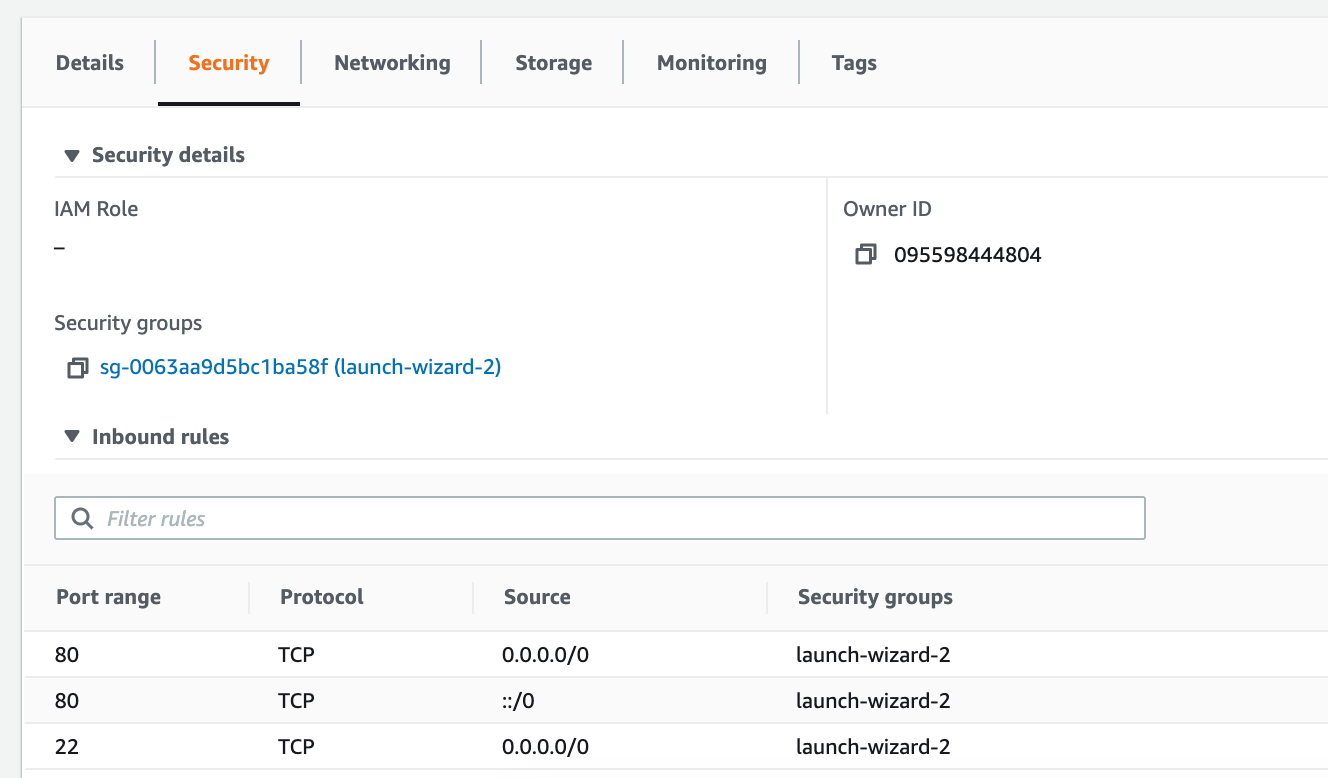 Details Security Networking Storage Monitoring Tags
Security details
IAM Role Owner ID
– 095598444804
Security groups
sg-0063aa9d5bc1ba58f (launch-wizard-2)
Inbound rules
Filter rules
Port range Protocol Source Security groups
80 TCP 0.0.0.0/0 launch-wizard-2
80 TCP ::/0 launch-wizard-2
22 TCP 0.0.0.0/0 launch-wizard-2